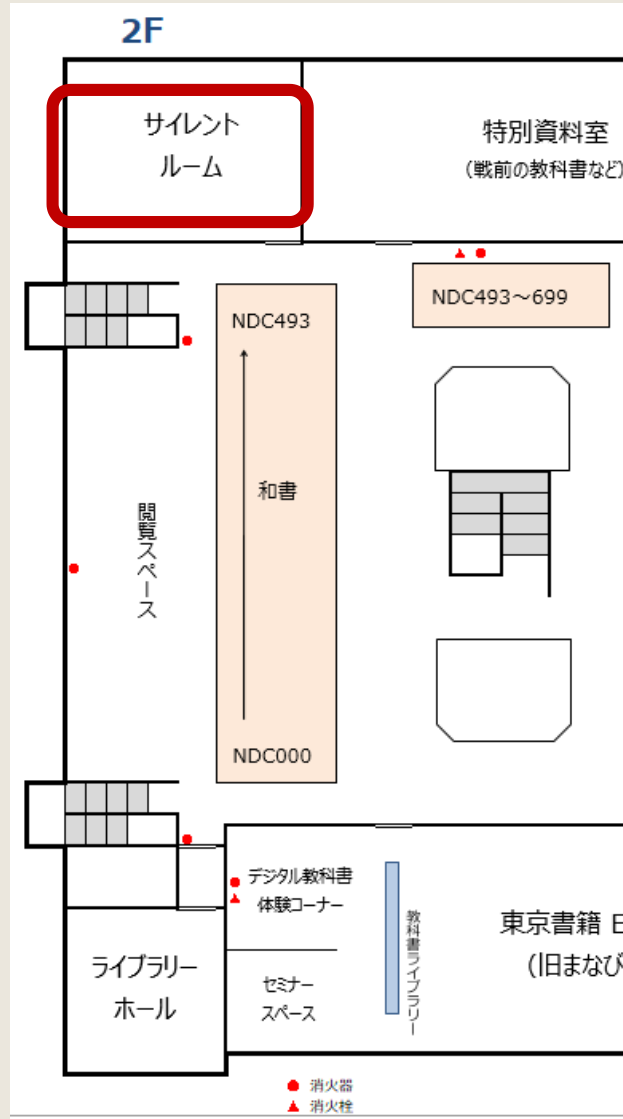 2F
サイレント
ルーム
特別資料室
（戦前の教科書など）
NDC493
NDC493～699
和書
閲覧スペース
NDC000
デジタル教科書
体験コーナー
教科書ライブラリー
東京書籍 E
（旧まなび
ライブラリー
ホール
セミナー
スペース
消火器
消火栓